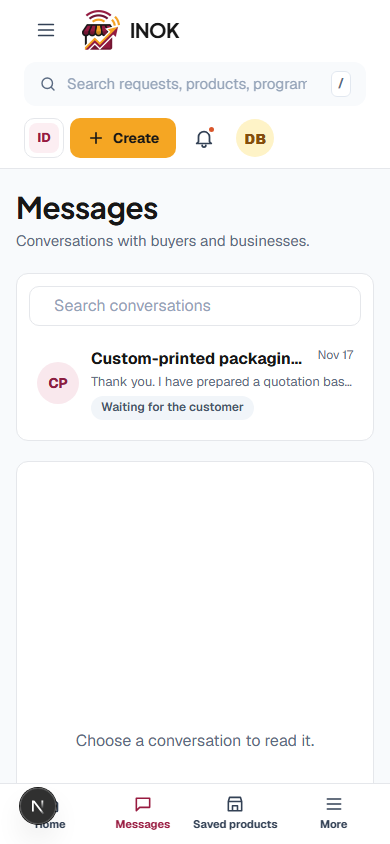 INOK
Search requests, products, program
/
ID
+ Create
DB
Messages
Conversations with buyers and businesses.
Search conversations
Custom-printed packagin... Nov 17
CP
Thank you. I have prepared a quotation bas...
Waiting for the customer
Choose a conversation to read it.
N
Home Messages Saved products More